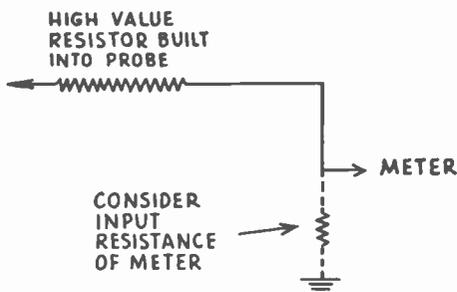 HIGH VALUE
RESISTOR BUILT
INTO PROBE
METER
CONSIDER
INPUT
RESISTANCE
OF METER